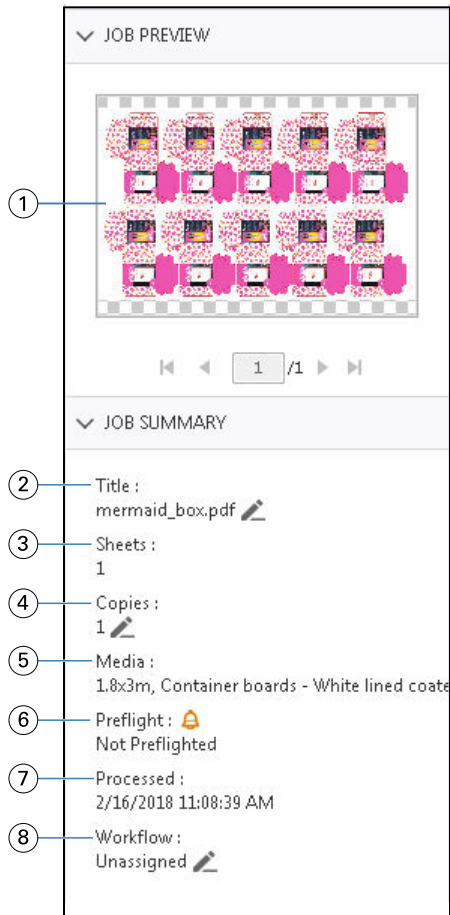 JOB PREVIEW
1
1 /1
JOB SUMMARY
2
Title :
mermaid_box.pdf
3
Sheets :
1
4
Copies :
1
5
Media :
1.8x3m, Container boards - White lined coate
6
Preflight :
Not Preflighted
7
Processed :
2/16/2018 11:08:39 AM
8
Workflow :
Unassigned